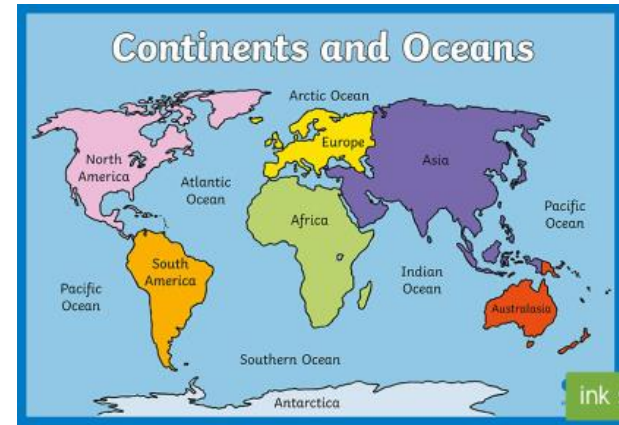 Continents and Oceans
Arctic Ocean
Europe
North
America
Asia
Atlantic
Ocean
Africa
Pacific
Ocean
South
America
Indian
Ocean
Pacific
Ocean
Australasia
Southern Ocean
Antarctica
ink